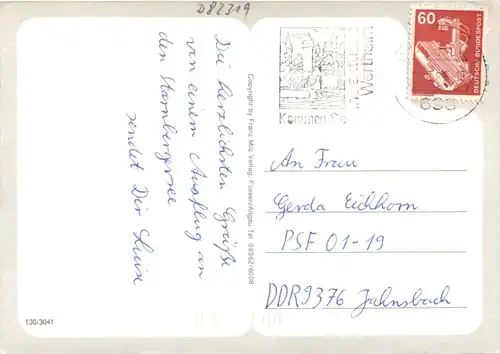 D82319
Die herzlichsten Grüße
von einem Ausflug an
den Starnbergersee
sendet Dir Luise
Copyright by Franz Milz Verlag, Füssen/Allgäu Tel. 08362/8008
Wertheim
Kommen Sie
60
DEUTSCHE BUNDESPOST
An Frau
Gerda Eichhorn
PSF 01-19
DDR 9376 Jahnsbach
130/3041